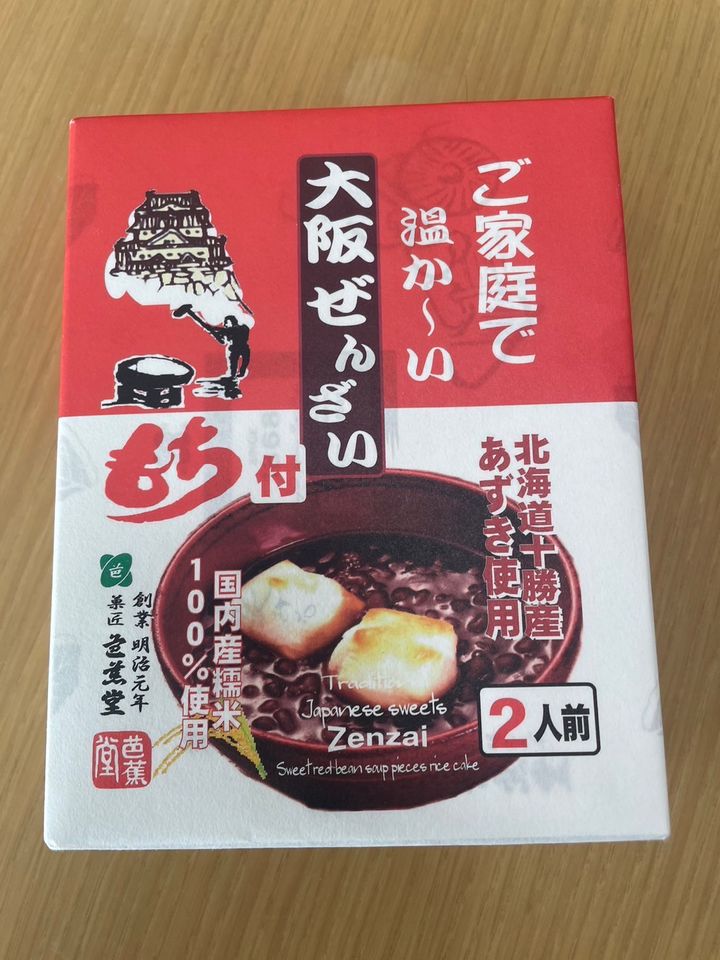 ご家庭で
温か〜い
大阪ぜんざい
もち付
北海道十勝産
あずき使用
国内産糯米
100%使用
芭
創業 明治元年
菓匠 芭蕉堂
芭蕉堂
Japanese sweets
Zenzai
Sweet red bean soup pieces rice cake
2人前